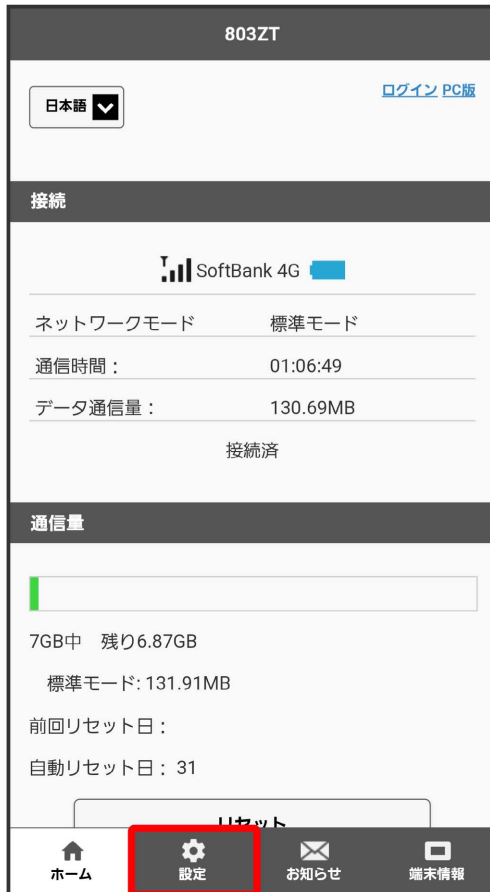 803ZT
日本語
ログイン PC版
接続
SoftBank 4G
ネットワークモード 標準モード
通信時間： 01:06:49
データ通信量： 130.69MB
接続済
通信量
7GB中 残り6.87GB
標準モード: 131.91MB
前回リセット日：
自動リセット日： 31
リセット
ホーム 設定 お知らせ 端末情報